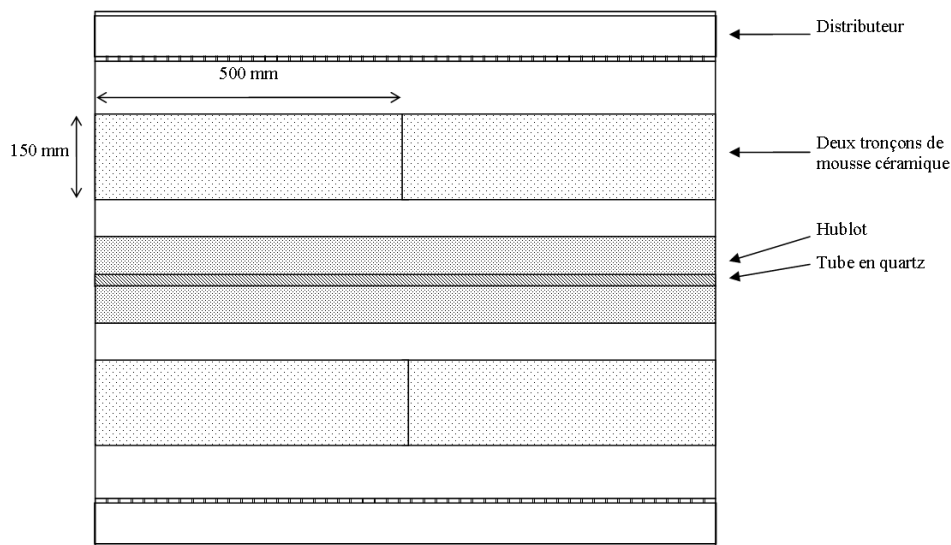 Distributeur
500 mm
150 mm
Deux tronçons de
mousse céramique
Hublot
Tube en quartz